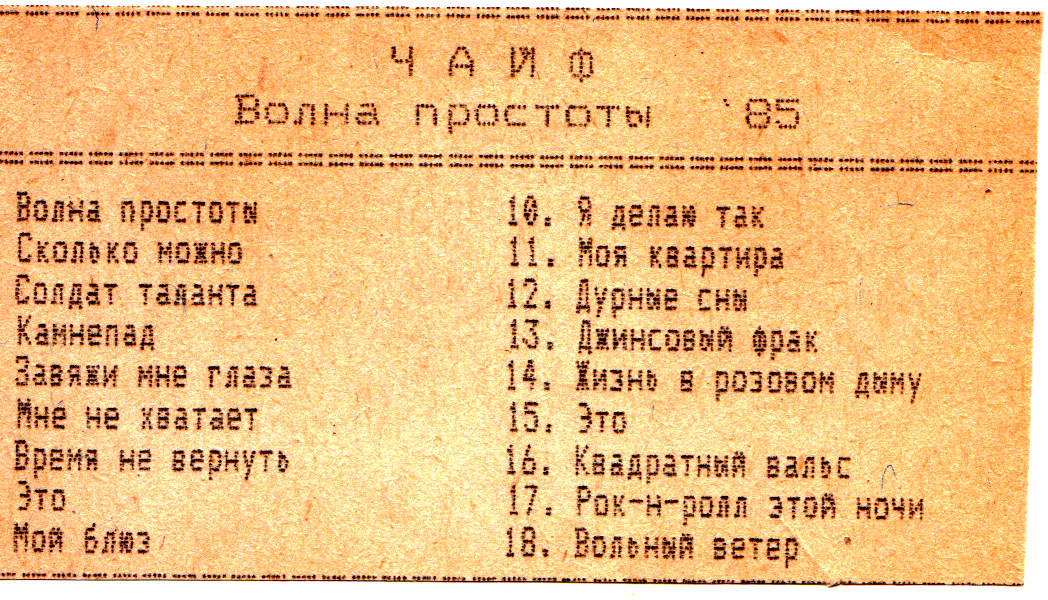 Ч А Й Ф
Волна простоты '85
Волна простоты
Сколько можно
Солдат таланта
Камнепад
Завяжи мне глаза
Мне не хватает
Время не вернуть
Это
Мой блюз
10. Я делаю так
11. Моя квартира
12. Дурные сны
13. Джинсовый фрак
14. Жизнь в розовом дыму
15. Это
16. Квадратный вальс
17. Рок-н-ролл этой ночи
18. Вольный ветер